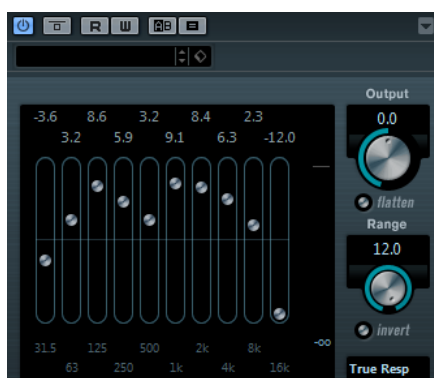 R W AB
Output
-3.6 8.6 3.2 8.4 2.3 0.0
3.2 5.9 9.1 6.3 -12.0
flatten
Range
12.0
invert
31.5 125 500 2k 8k -oo
63 250 1k 4k 16k
True Resp